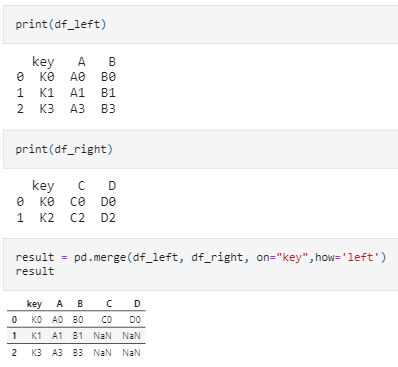 print(df_left)
key A B
0 K0 A0 B0
1 K1 A1 B1
2 K3 A3 B3
print(df_right)
key C D
0 K0 C0 D0
1 K2 C2 D2
result = pd.merge(df_left, df_right, on="key",how='left')
result
key A B C D
0 K0 A0 B0 C0 D0
1 K1 A1 B1 NaN NaN
2 K3 A3 B3 NaN NaN